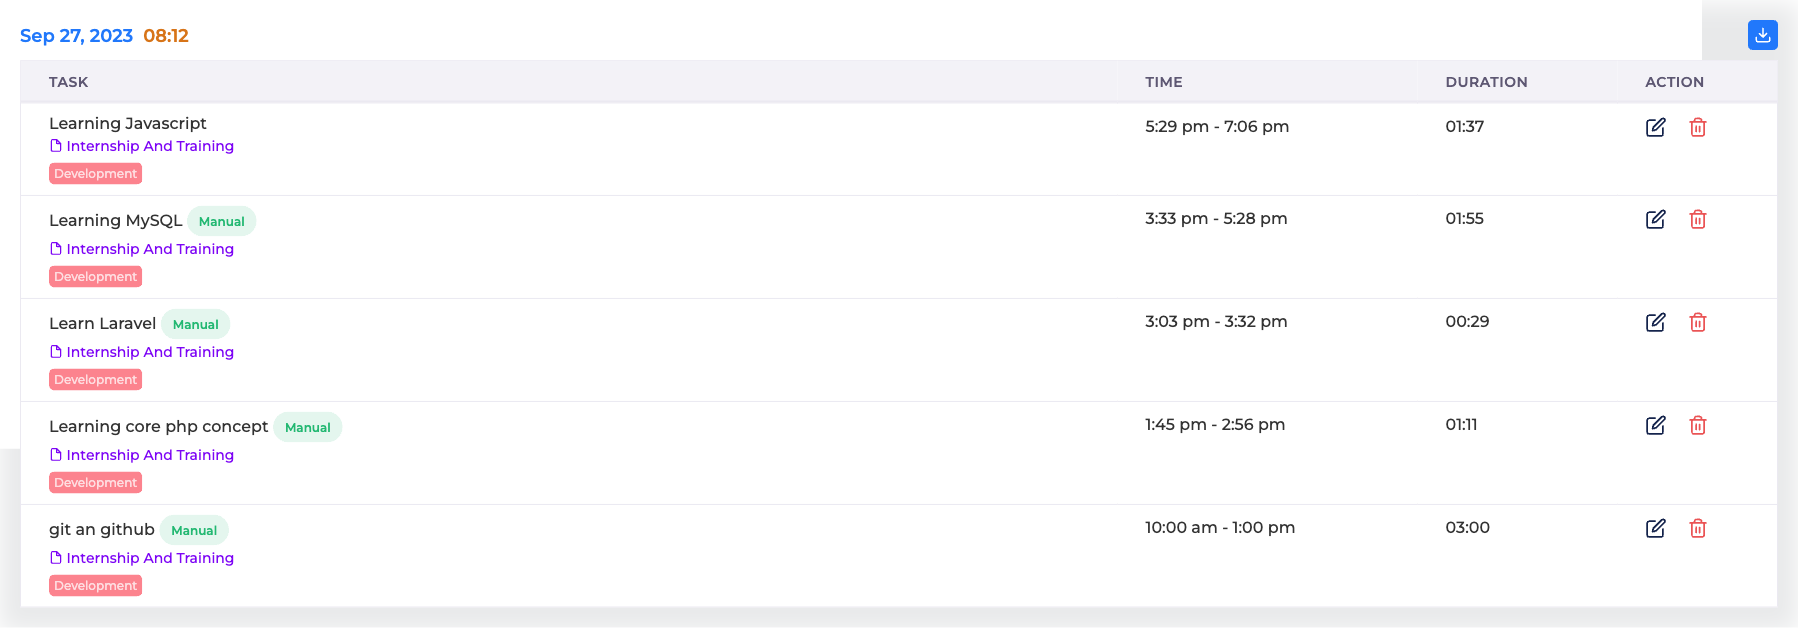 Sep 27, 2023 08:12
TASK TIME DURATION ACTION
Learning Javascript 5:29 pm - 7:06 pm 01:37
Internship And Training
Development
Learning MySQL Manual 3:33 pm - 5:28 pm 01:55
Internship And Training
Development
Learn Laravel Manual 3:03 pm - 3:32 pm 00:29
Internship And Training
Development
Learning core php concept Manual 1:45 pm - 2:56 pm 01:11
Internship And Training
Development
git an github Manual 10:00 am - 1:00 pm 03:00
Internship And Training
Development